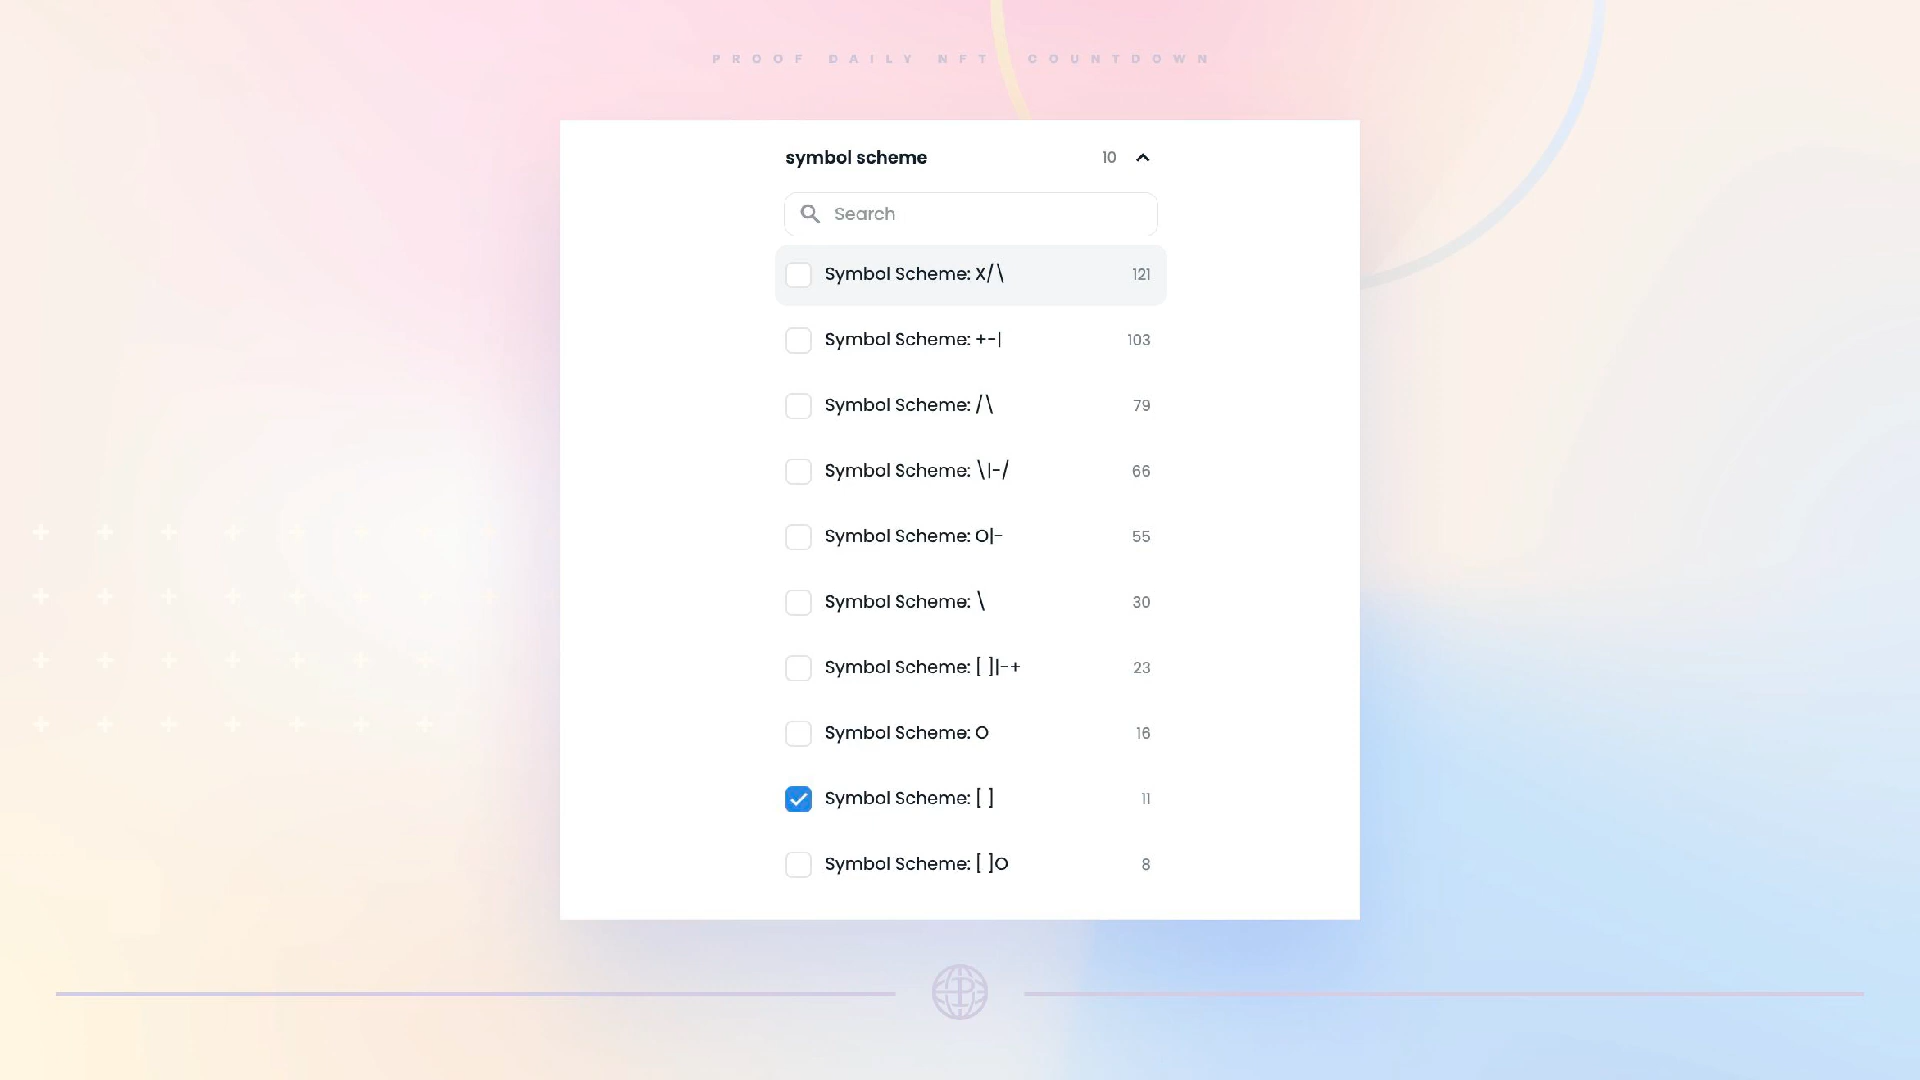 PROOF DAILY NFT COUNTDOWN
symbol scheme 10
Search
Symbol Scheme: X/\ 121
Symbol Scheme: +-| 103
Symbol Scheme: /\ 79
Symbol Scheme: \|-/ 66
Symbol Scheme: O|- 55
Symbol Scheme: \ 30
Symbol Scheme: [ ]|-+ 23
Symbol Scheme: O 16
Symbol Scheme: [ ] 11
Symbol Scheme: [ ]O 8
P